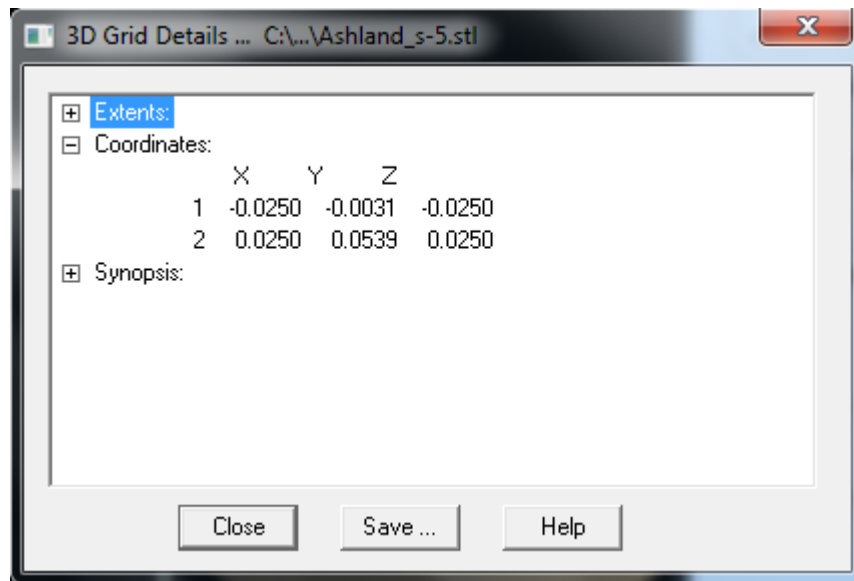 3D Grid Details ... C:\...\Ashland_s-5.stl
Extents:
Coordinates:
X Y Z
1 -0.0250 -0.0031 -0.0250
2 0.0250 0.0539 0.0250
Synopsis:
Close Save ... Help